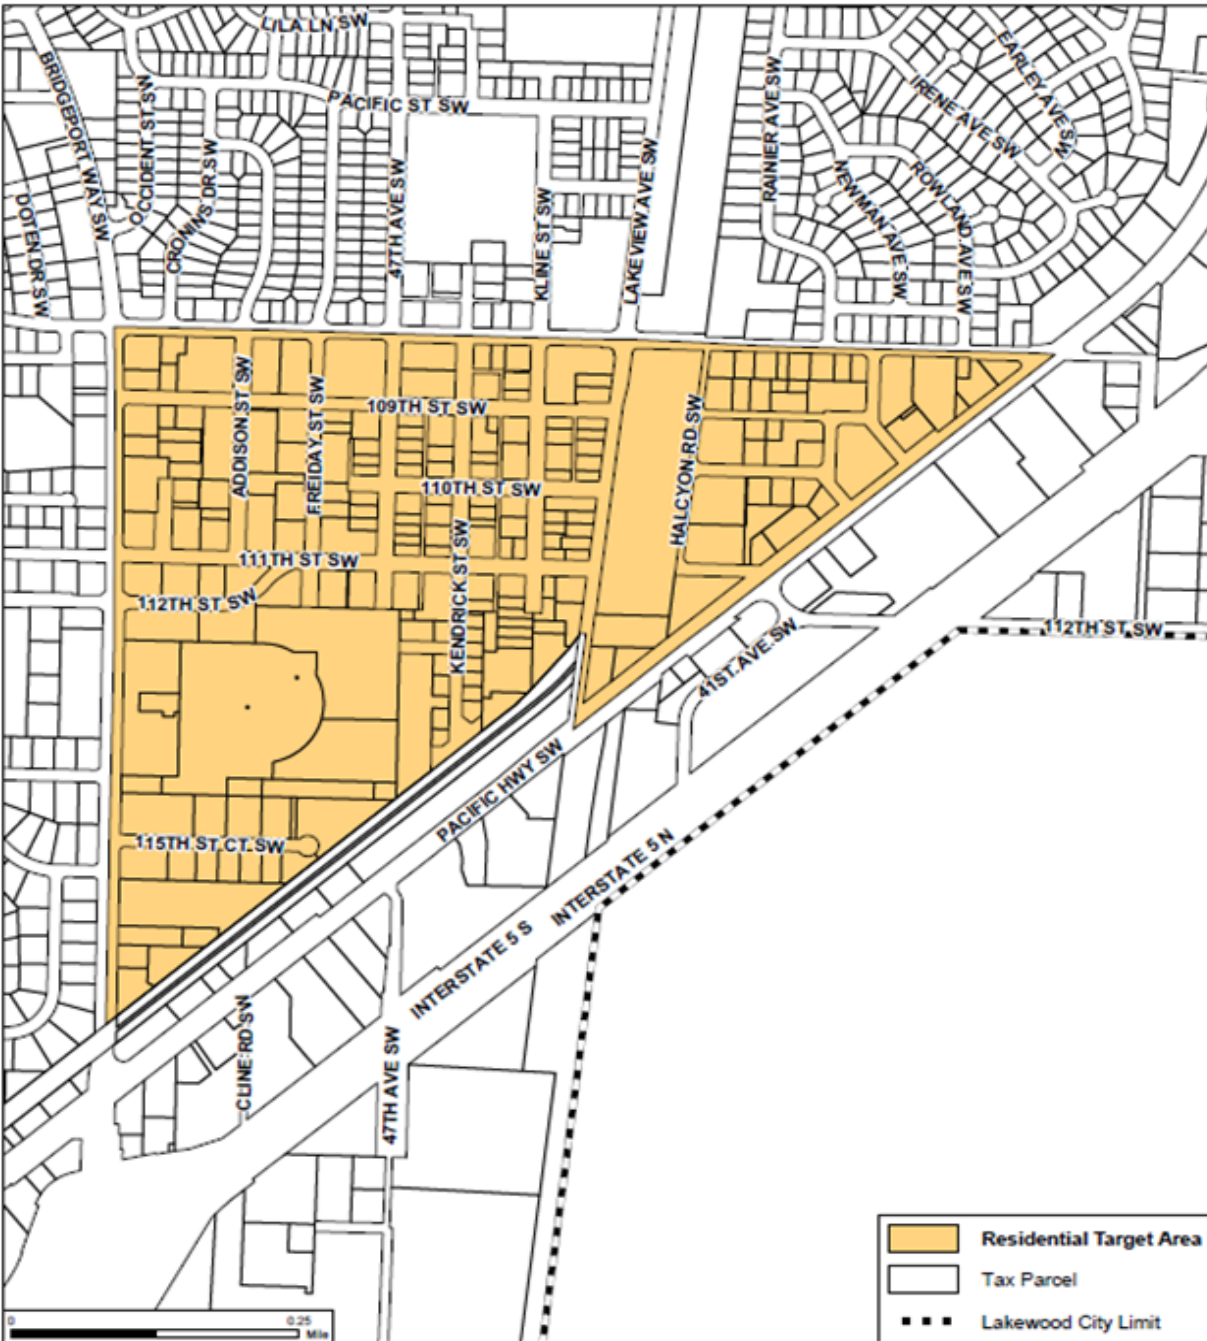 LILA LN SW
EARLEY AVE SW
BRIDGEPORT WAY SW
OCCIDENT ST SW
PACIFIC ST SW
IRENE AVE SW
RAINIER AVE SW
DOTEN DR SW
CRONINS DR SW
47TH AVE SW
KLINE ST SW
LAKEVIEW AVE SW
NEWMAN AVE SW
ROWLAND AVE SW
ADDISON ST SW
FREIDAY ST SW
109TH ST SW
HALCYON RD SW
110TH ST SW
111TH ST SW
KENDRICK ST SW
112TH ST SW
112TH ST SW
41ST AVE SW
PACIFIC HWY SW
115TH ST CT SW
INTERSTATE 5 N
INTERSTATE 5 S
CLINE RD SW
47TH AVE SW
Residential Target Area
Tax Parcel
Lakewood City Limit
0 0.25
Mile